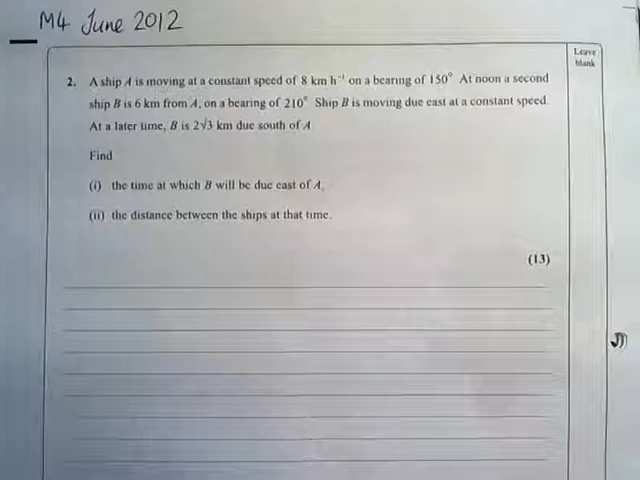 M4 June 2012
Leave
blank
2. A ship A is moving at a constant speed of 8 km h⁻¹ on a bearing of 150° At noon a second
ship B is 6 km from A, on a bearing of 210° Ship B is moving due east at a constant speed.
At a later time, B is 2√3 km due south of A
Find
(i) the time at which B will be due east of A,
(ii) the distance between the ships at that time.
(13)